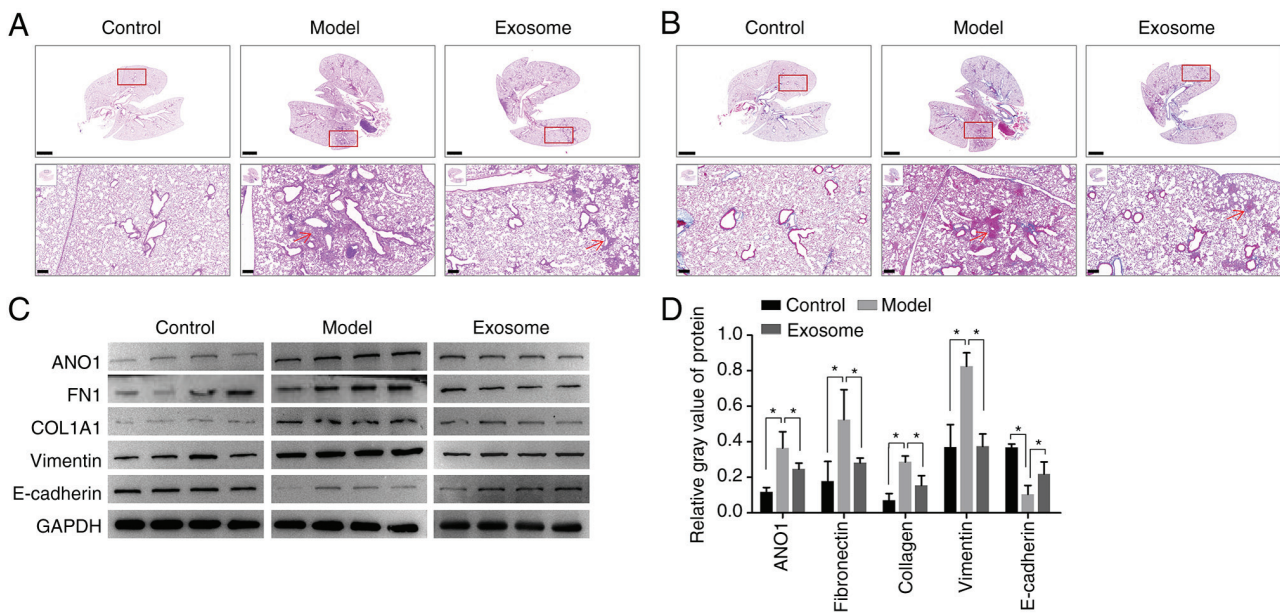 A
Control
Model
Exosome
B
Control
Model
Exosome
C
Control
Model
Exosome
ANO1
FN1
COL1A1
Vimentin
E-cadherin
GAPDH
D
Control
Model
Exosome
Relative gray value of protein
1.0
0.8
0.6
0.4
0.2
0.0
* * * * * * * * * *
ANO1
Fibronectin
Collagen
Vimentin
E-cadherin